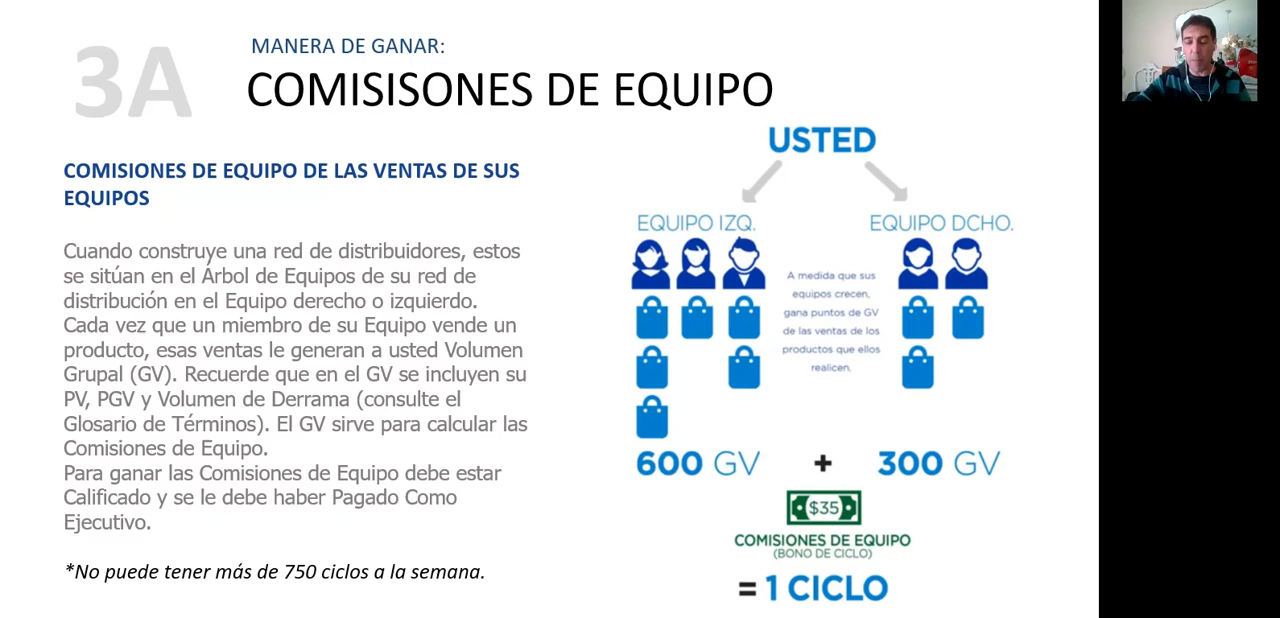 3A
MANERA DE GANAR:
COMISISONES DE EQUIPO
COMISIONES DE EQUIPO DE LAS VENTAS DE SUS
EQUIPOS
Cuando construye una red de distribuidores, estos
se sitúan en el Árbol de Equipos de su red de
distribución en el Equipo derecho o izquierdo.
Cada vez que un miembro de su Equipo vende un
producto, esas ventas le generan a usted Volumen
Grupal (GV). Recuerde que en el GV se incluyen su
PV, PGV y Volumen de Derrama (consulte el
Glosario de Términos). El GV sirve para calcular las
Comisiones de Equipo.
Para ganar las Comisiones de Equipo debe estar
Calificado y se le debe haber Pagado Como
Ejecutivo.
*No puede tener más de 750 ciclos a la semana.
USTED
EQUIPO IZQ.
EQUIPO DCHO.
A medida que sus
equipos crecen,
gana puntos de GV
de las ventas de los
productos que ellos
realicen.
600 GV + 300 GV
$35
COMISIONES DE EQUIPO
(BONO DE CICLO)
= 1 CICLO